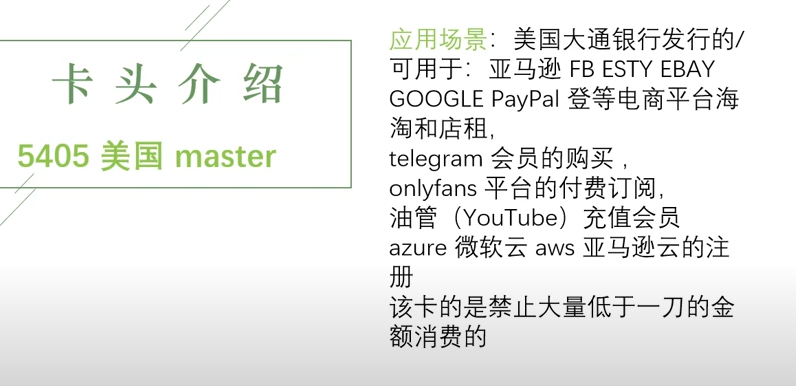 卡头介绍
5405 美国 master
应用场景：美国大通银行发行的/
可用于：亚马逊 FB ESTY EBAY
GOOGLE PayPal 登等电商平台海
淘和店租，
telegram 会员的购买，
onlyfans 平台的付费订阅，
油管（YouTube）充值会员
azure 微软云 aws 亚马逊云的注
册
该卡的是禁止大量低于一刀的金
额消费的